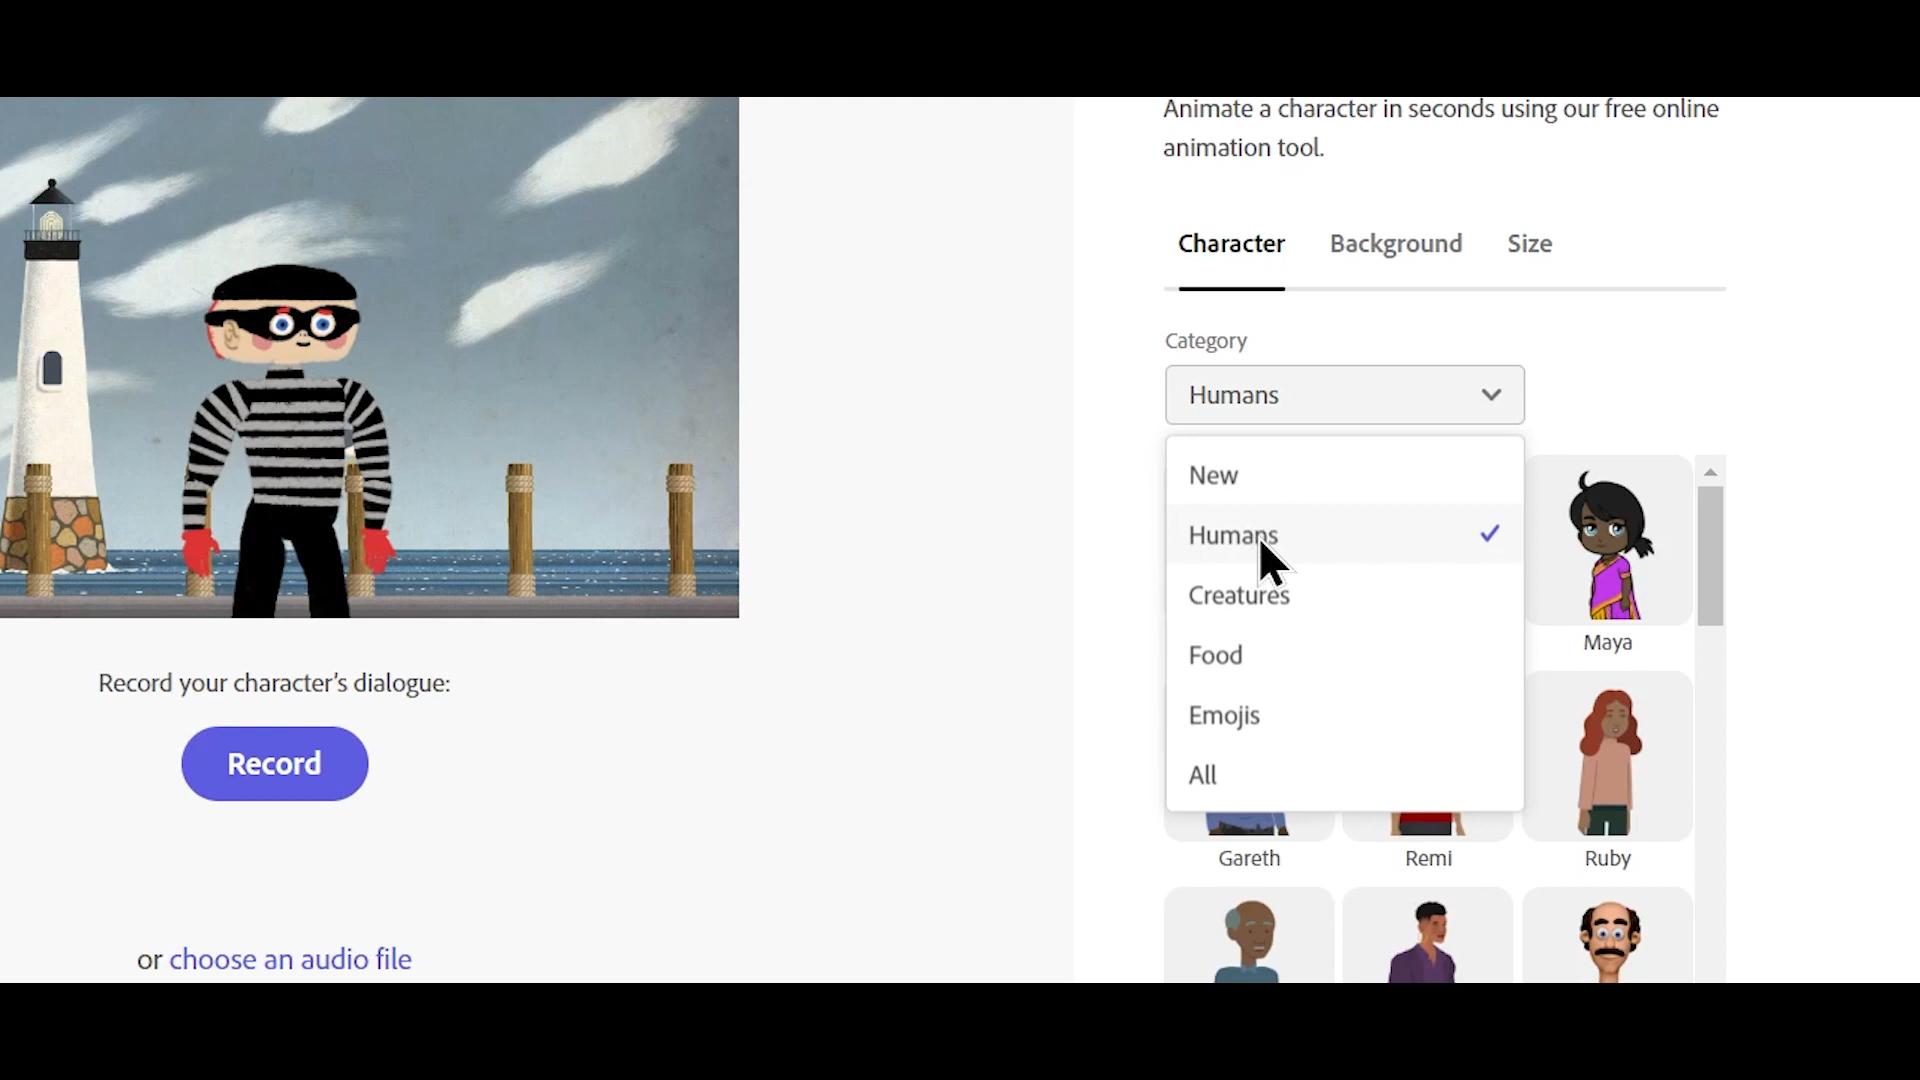 Animate a character in seconds using our free online
animation tool.
Character Background Size
Category
Humans
New
Humans
Creatures
Food
Emojis
All
Maya
Gareth Remi Ruby
Record your character’s dialogue:
Record
or choose an audio file